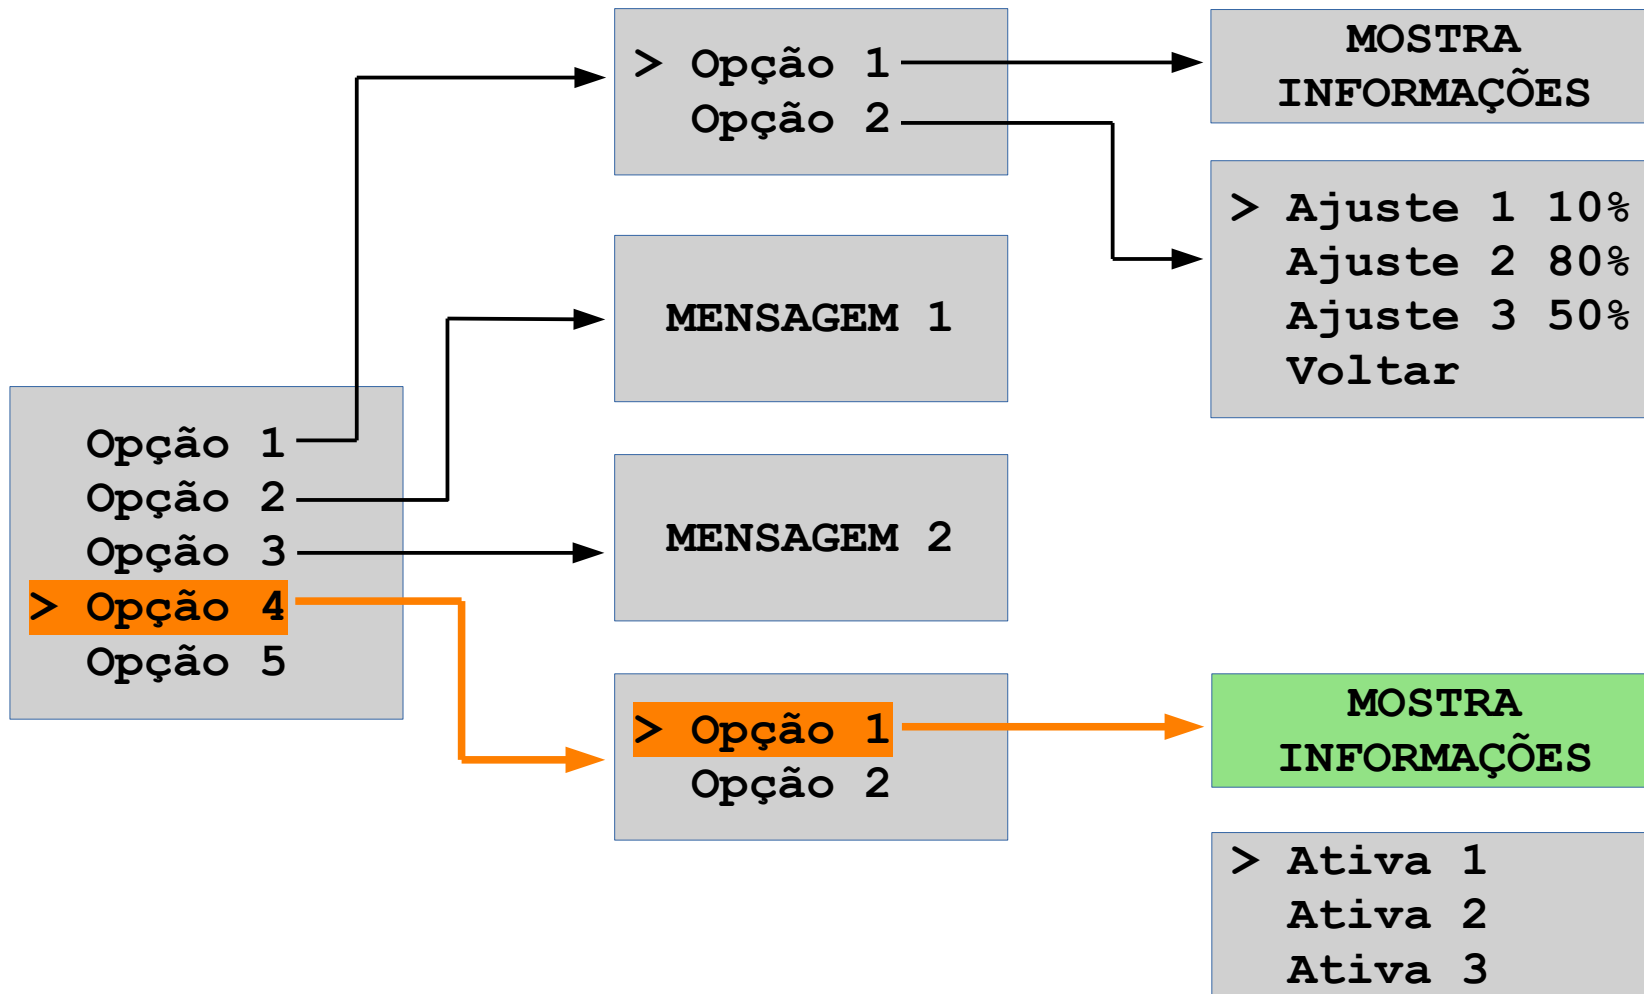 > Opção 1
Opção 2
MOSTRA
INFORMAÇÕES
> Ajuste 1 10%
Ajuste 2 80%
Ajuste 3 50%
Voltar
MENSAGEM 1
Opção 1
Opção 2
Opção 3
> Opção 4
Opção 5
MENSAGEM 2
> Opção 1
Opção 2
MOSTRA
INFORMAÇÕES
> Ativa 1
Ativa 2
Ativa 3